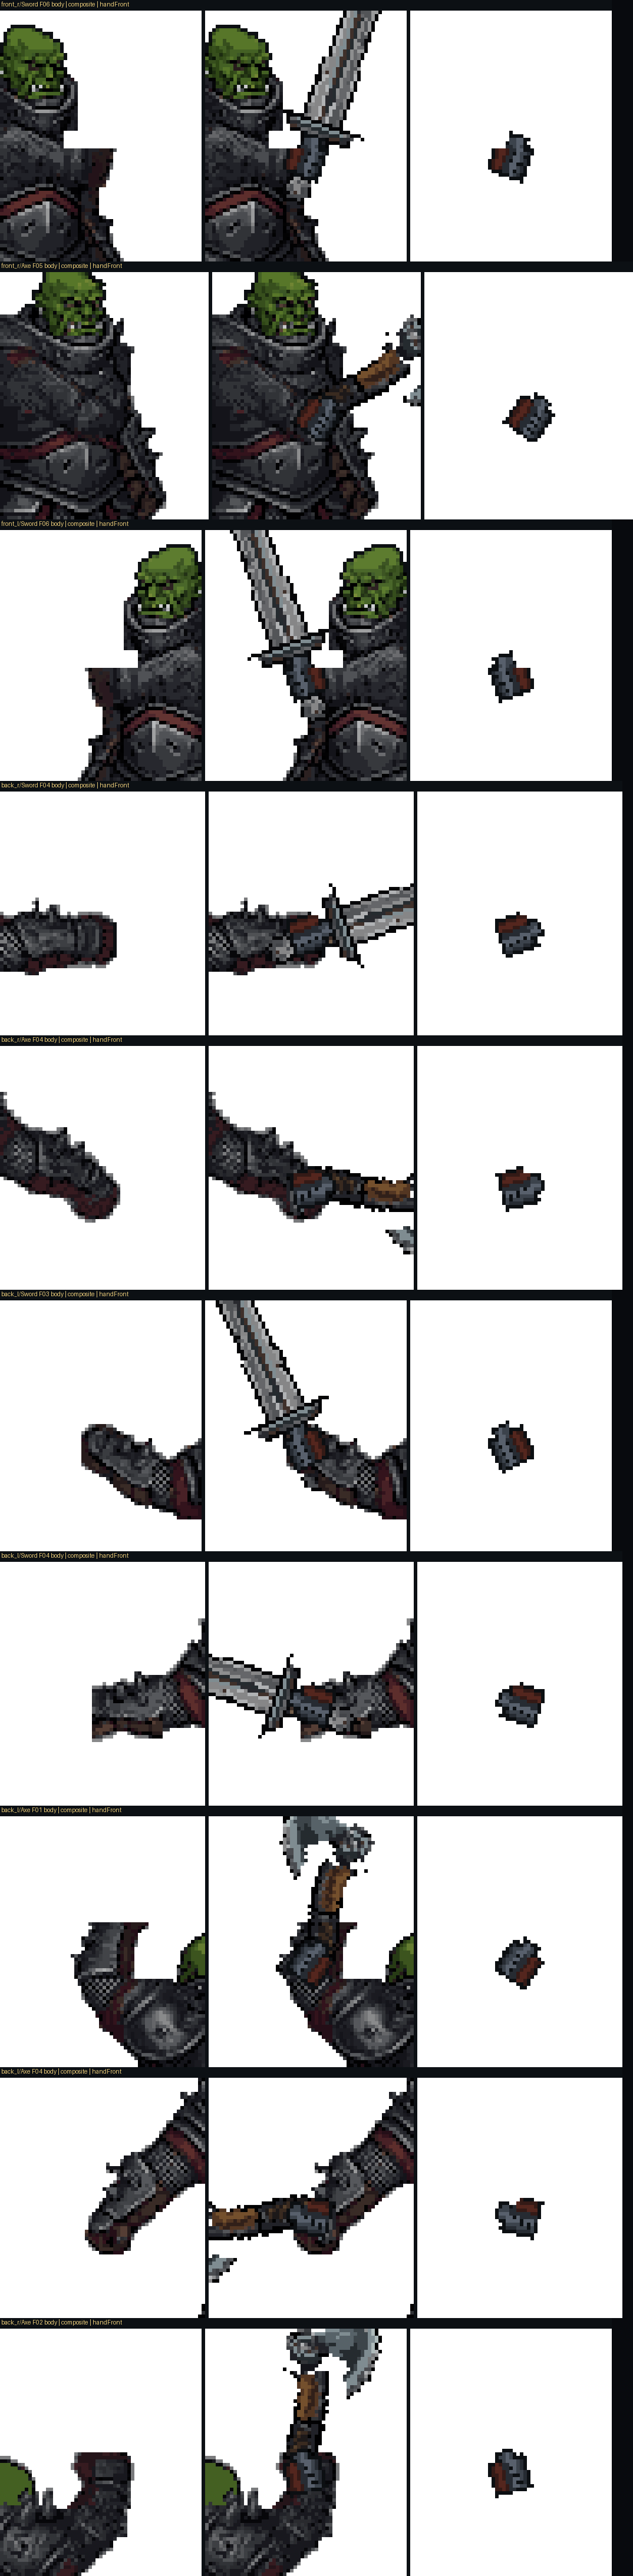 front_r/Sword F06 body | composite | handFront
front_r/Axe F05 body | composite | handFront
front_l/Sword F06 body | composite | handFront
back_r/Sword F04 body | composite | handFront
back_r/Axe F04 body | composite | handFront
back_l/Sword F03 body | composite | handFront
back_l/Sword F04 body | composite | handFront
back_l/Axe F01 body | composite | handFront
back_l/Axe F04 body | composite | handFront
back_r/Axe F02 body | composite | handFront